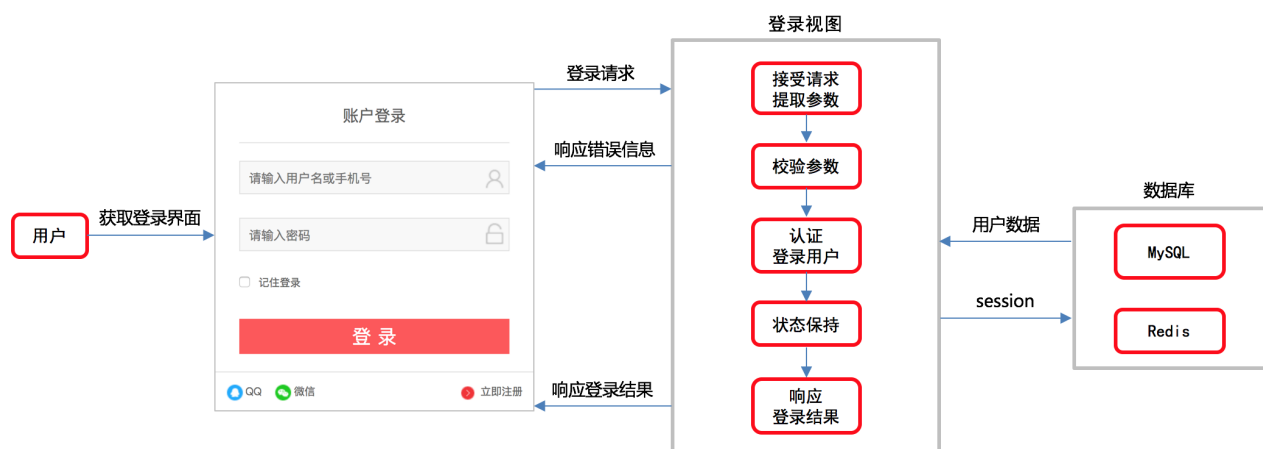 登录视图
登录请求
接受请求
提取参数
账户登录
响应错误信息
校验参数
请输入用户名或手机号
数据库
获取登录界面
用户数据
用户
请输入密码
认证
登录用户
MySQL
记住登录
session
状态保持
Redis
登 录
响应登录结果
响应
登录结果
QQ
微信
立即注册